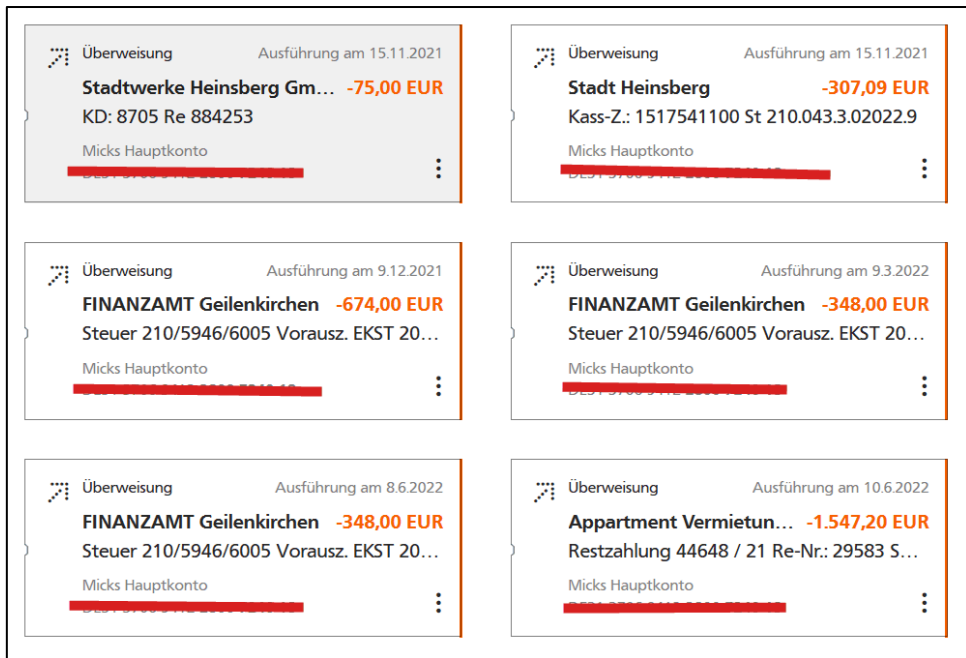 Überweisung Ausführung am 15.11.2021
Stadtwerke Heinsberg Gm... -75,00 EUR
KD: 8705 Re 884253
Micks Hauptkonto
Überweisung Ausführung am 15.11.2021
Stadt Heinsberg -307,09 EUR
Kass-Z.: 1517541100 St 210.043.3.02022.9
Micks Hauptkonto
Überweisung Ausführung am 9.12.2021
FINANZAMT Geilenkirchen -674,00 EUR
Steuer 210/5946/6005 Vorausz. EKST 20...
Micks Hauptkonto
Überweisung Ausführung am 9.3.2022
FINANZAMT Geilenkirchen -348,00 EUR
Steuer 210/5946/6005 Vorausz. EKST 20...
Micks Hauptkonto
Überweisung Ausführung am 8.6.2022
FINANZAMT Geilenkirchen -348,00 EUR
Steuer 210/5946/6005 Vorausz. EKST 20...
Micks Hauptkonto
Überweisung Ausführung am 10.6.2022
Appartment Vermietun... -1.547,20 EUR
Restzahlung 44648 / 21 Re-Nr.: 29583 S...
Micks Hauptkonto